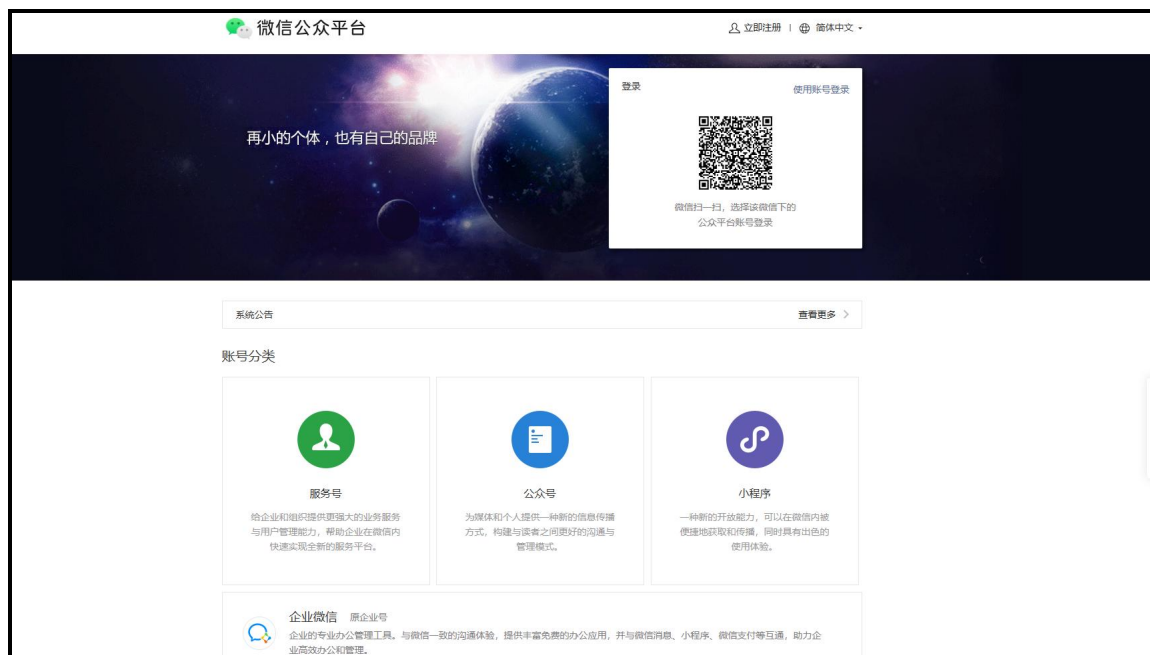 微信公众平台
立即注册 | 简体中文
登录
使用账号登录
再小的个体，也有自己的品牌
微信扫一扫，选择该微信下的
公众平台账号登录
系统公告
查看更多
账号分类
服务号
给企业和组织提供更强大的业务服务
与用户管理能力，帮助企业在微信内
快速实现全新的服务平台。
公众号
为媒体和个人提供一种新的信息传播
方式，构建与读者之间更好的沟通与
管理模式。
小程序
一种新的开放能力，可以在微信内被
便捷地获取和传播，同时具有出色的
使用体验。
企业微信 原企业号
企业的专业办公管理工具。与微信一致的沟通体验，提供丰富免费的办公应用，并与微信消息、小程序、微信支付等互通，助力企
业高效办公和管理。